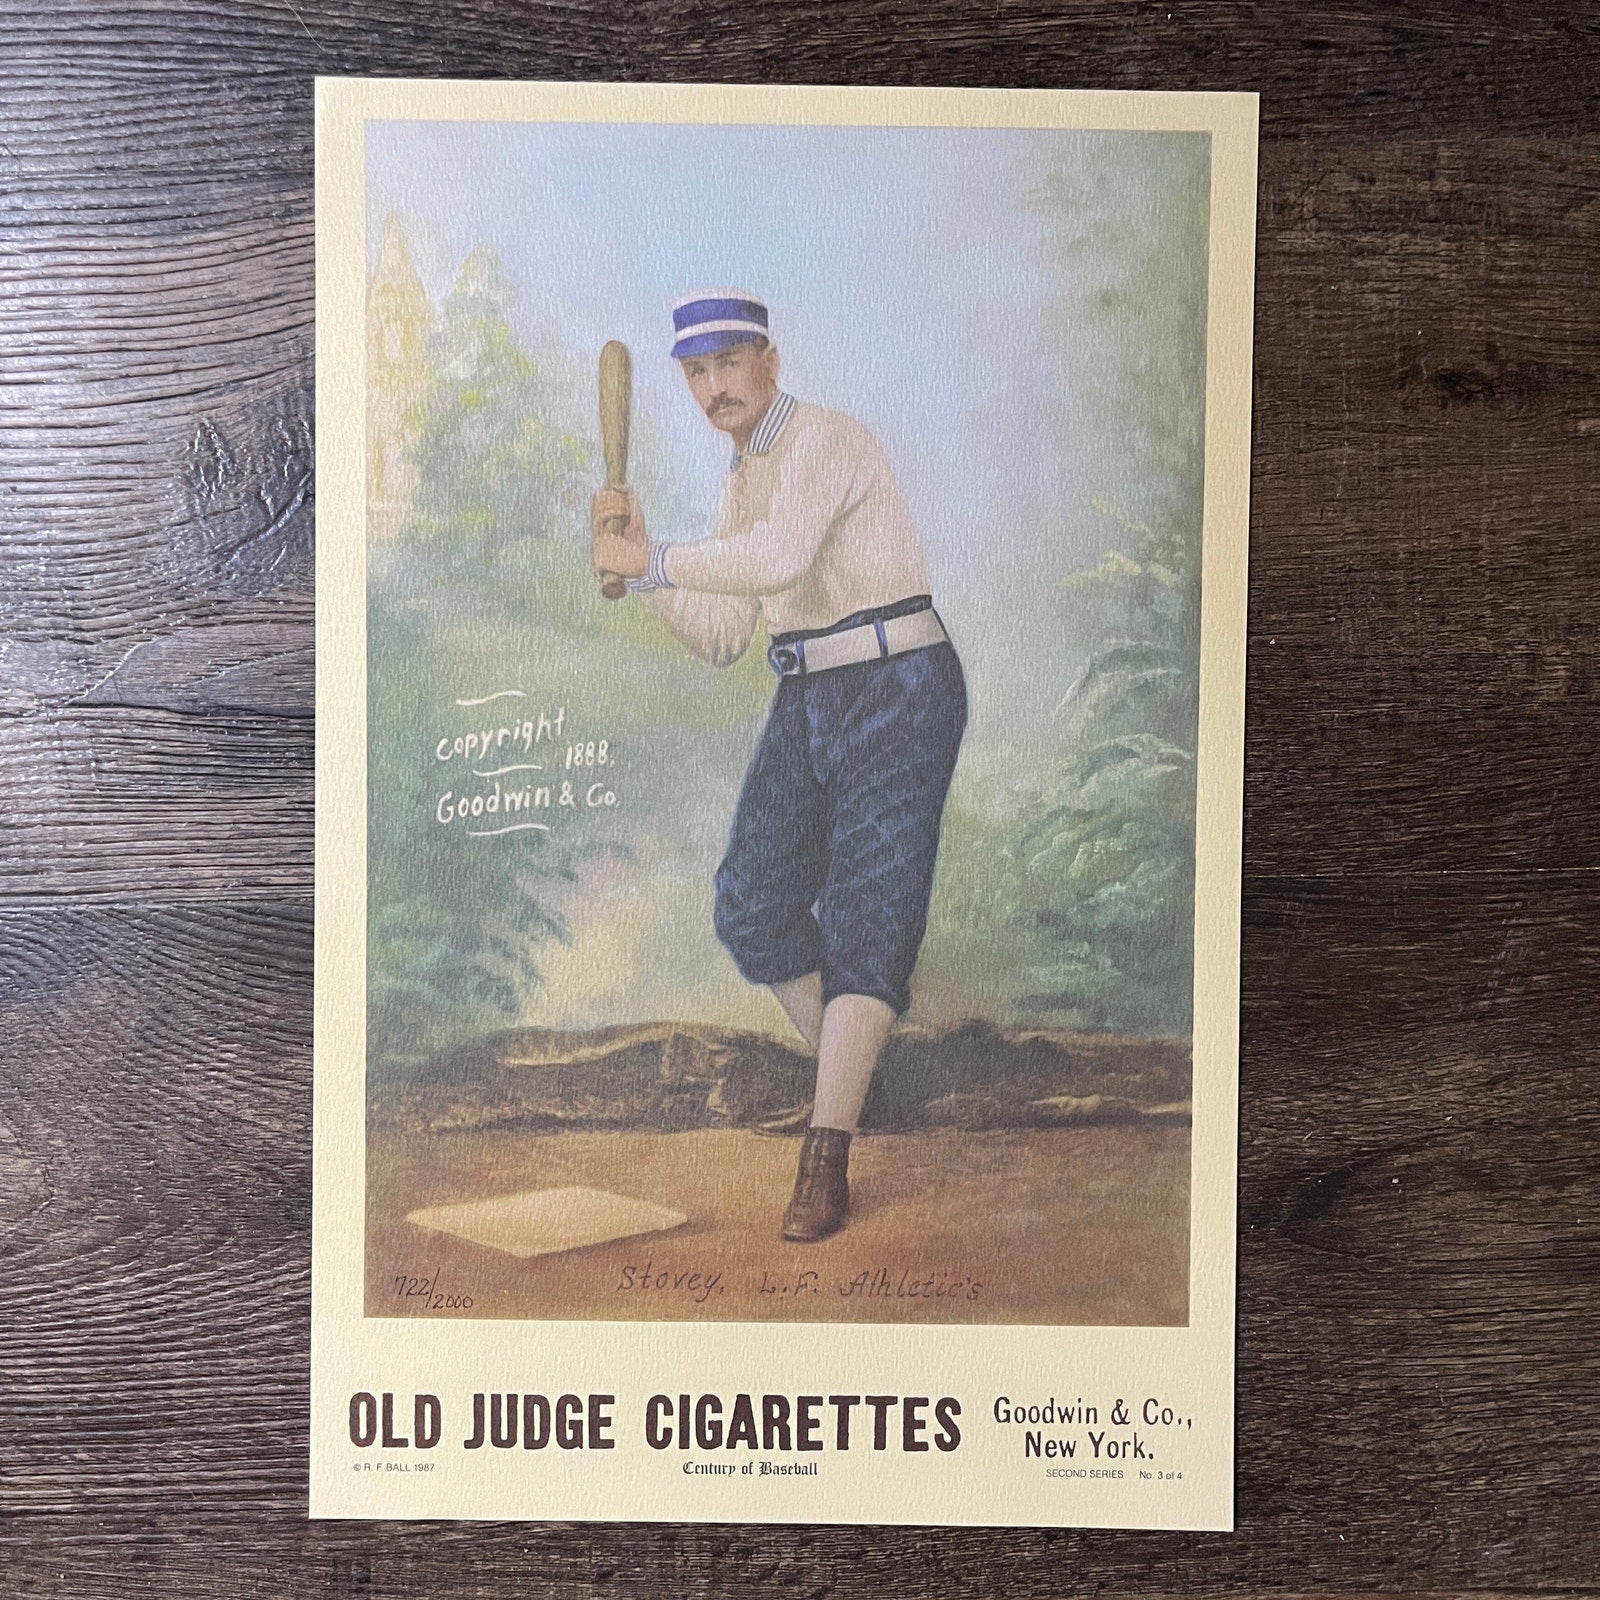 copyright
1888.
Goodwin & Co.
722/2000
Stovey. L.F. Athletic's
OLD JUDGE CIGARETTES
Goodwin & Co.,
New York.
© R. F. BALL 1987
Century of Baseball
SECOND SERIES No. 3 of 4